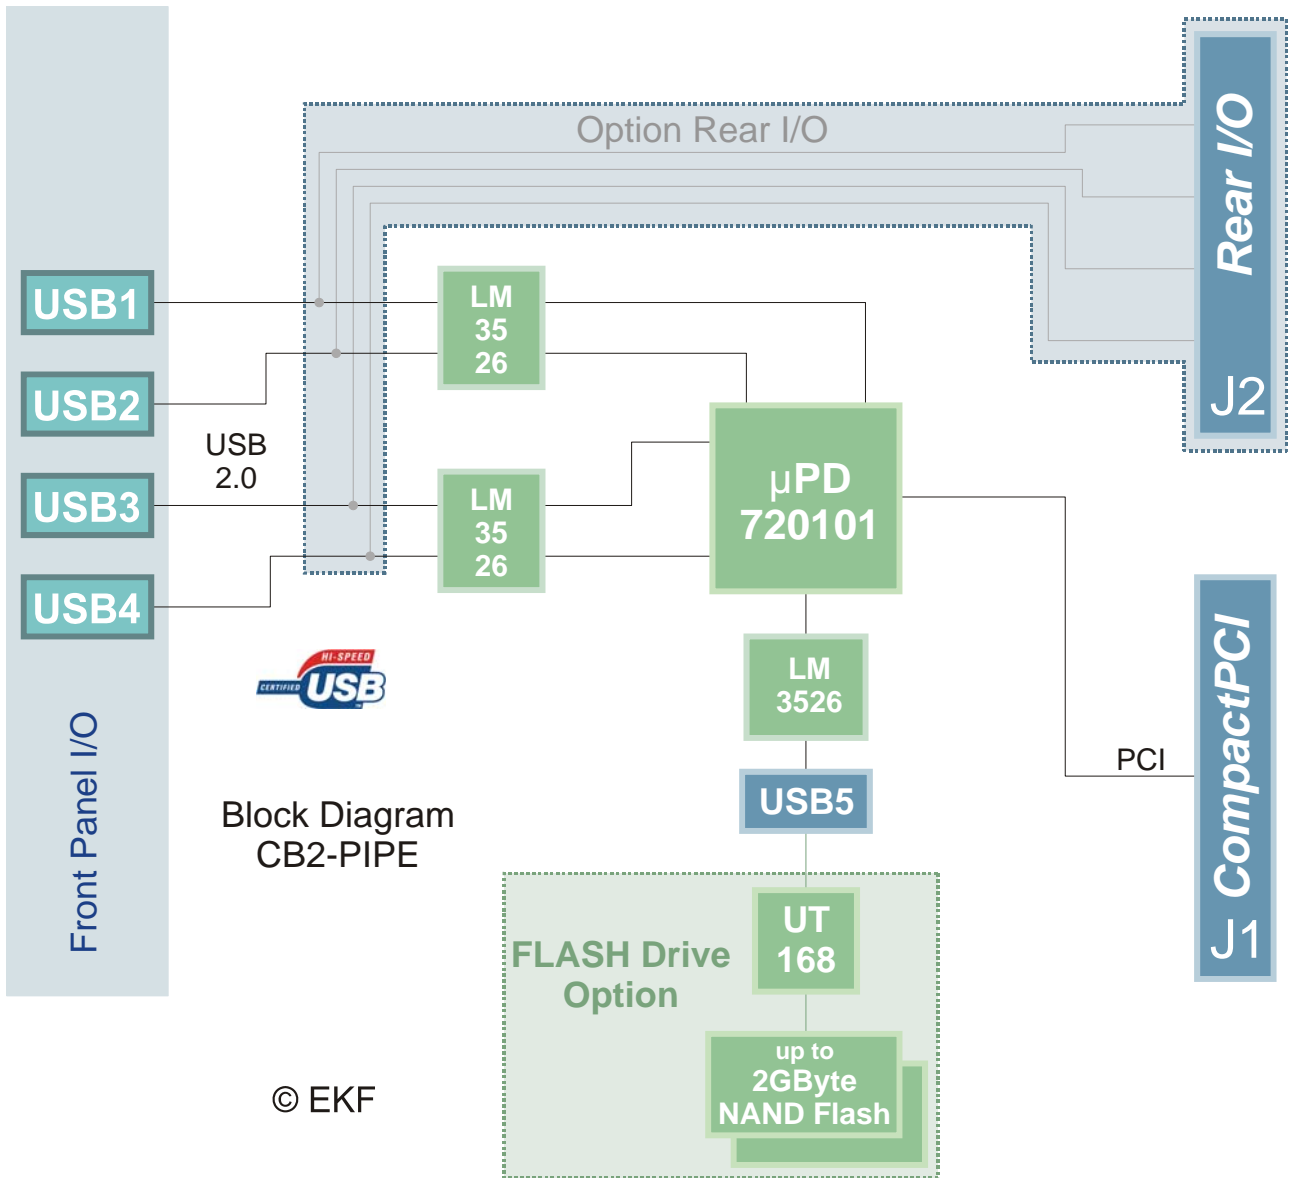 Option Rear I/O
Rear I/O
J2
USB1
USB2
USB3
USB4
USB
2.0
LM
35
26
LM
35
26
µPD
720101
LM
3526
USB5
PCI
CompactPCI
J1
HI-SPEED
CERTIFIED
USB
TM
Front Panel I/O
Block Diagram
CB2-PIPE
FLASH Drive
Option
UT
168
up to
2GByte
NAND Flash
© EKF